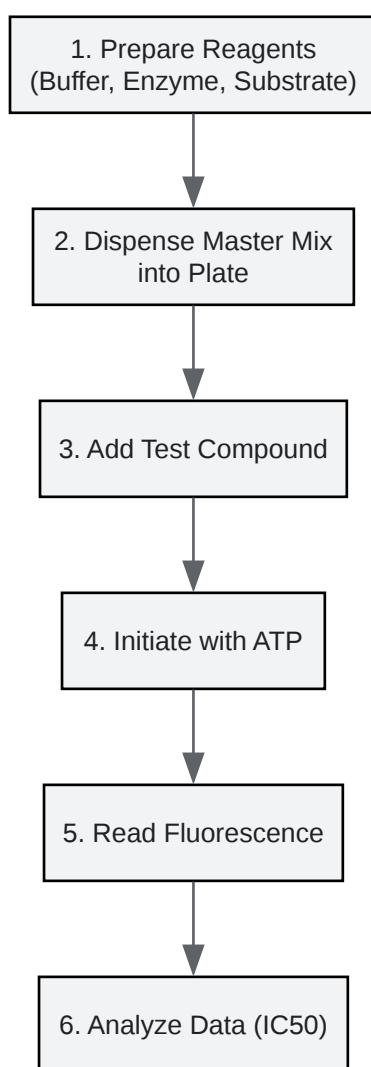 1. Prepare Reagents
(Buffer, Enzyme, Substrate)
2. Dispense Master Mix
into Plate
3. Add Test Compound
4. Initiate with ATP
5. Read Fluorescence
6. Analyze Data (IC50)